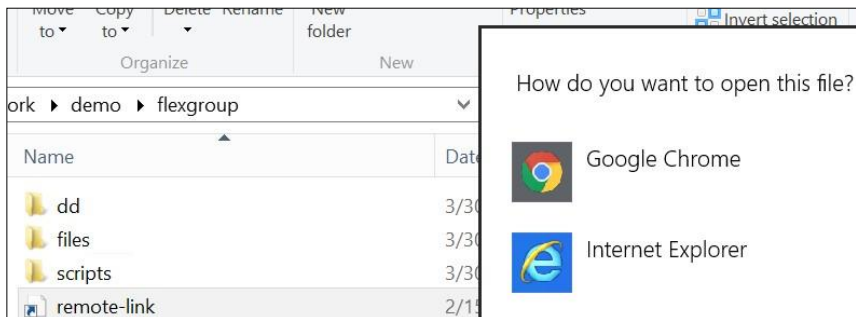 Move Copy Delete Rename New Properties Invert selection
to to folder
Organize New
ork demo flexgroup
Name Date
dd 3/30
files 3/30
scripts 3/30
remote-link 2/15
How do you want to open this file?
Google Chrome
Internet Explorer